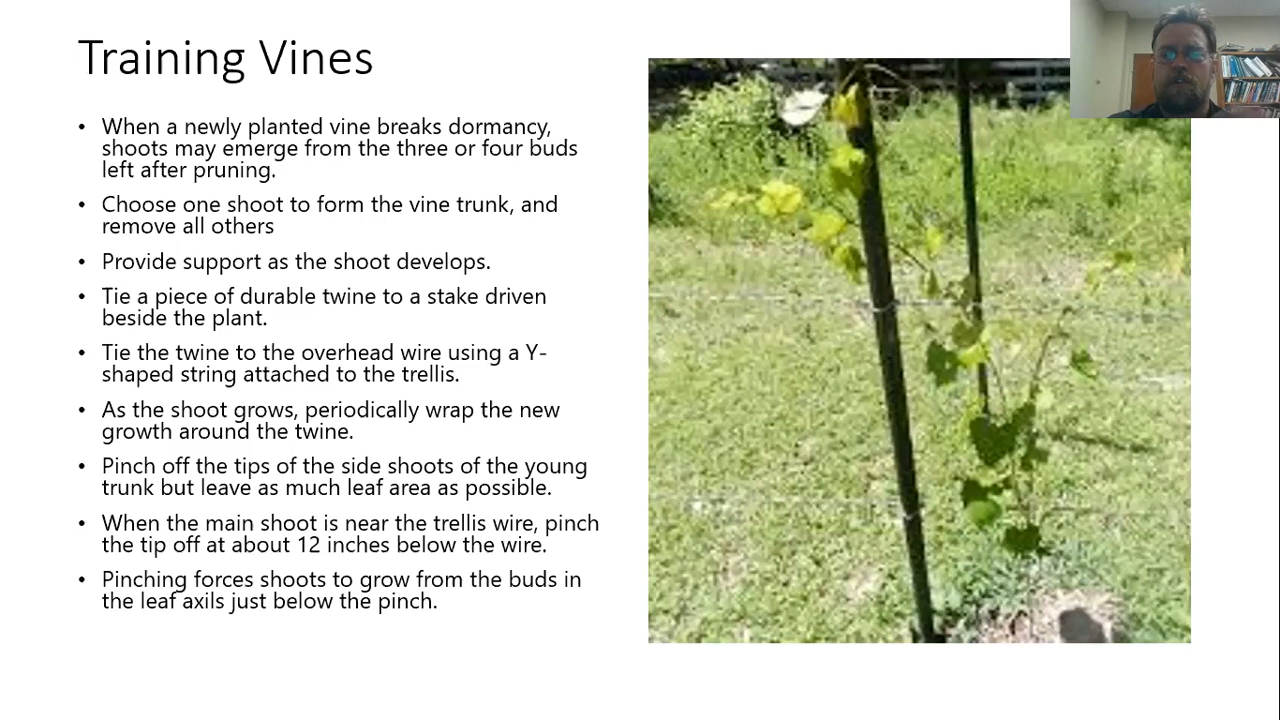 Training Vines
• When a newly planted vine breaks dormancy,
shoots may emerge from the three or four buds
left after pruning.
• Choose one shoot to form the vine trunk, and
remove all others
• Provide support as the shoot develops.
• Tie a piece of durable twine to a stake driven
beside the plant.
• Tie the twine to the overhead wire using a Y-
shaped string attached to the trellis.
• As the shoot grows, periodically wrap the new
growth around the twine.
• Pinch off the tips of the side shoots of the young
trunk but leave as much leaf area as possible.
• When the main shoot is near the trellis wire, pinch
the tip off at about 12 inches below the wire.
• Pinching forces shoots to grow from the buds in
the leaf axils just below the pinch.